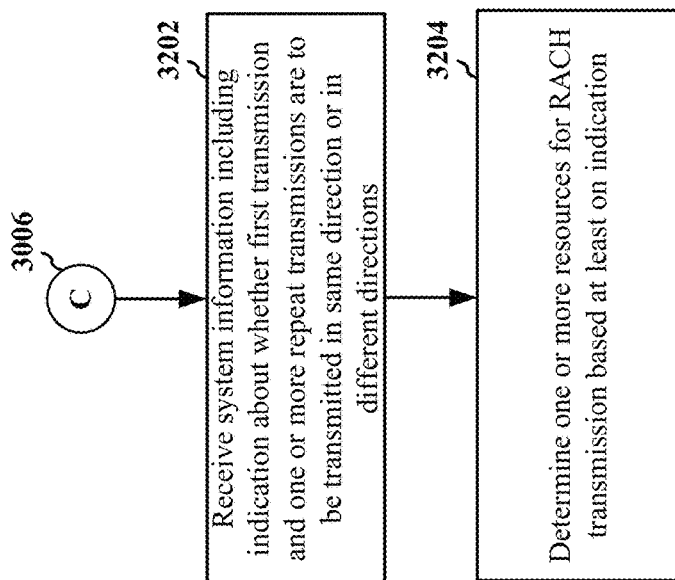 3006
C
3202
Receive system information including
indication about whether first transmission
and one or more repeat transmissions are to
be transmitted in same direction or in
different directions
3204
Determine one or more resources for RACH
transmission based at least on indication